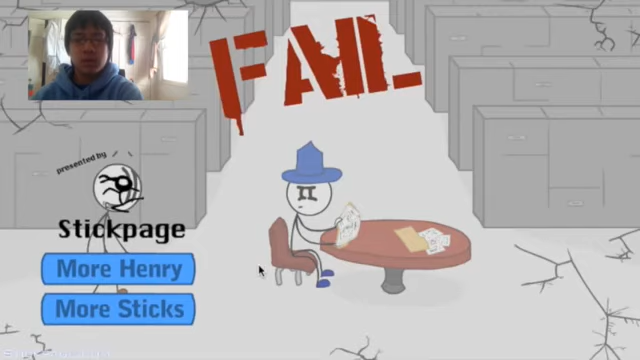 FAIL
presented by
Stickpage
More Henry
More Sticks